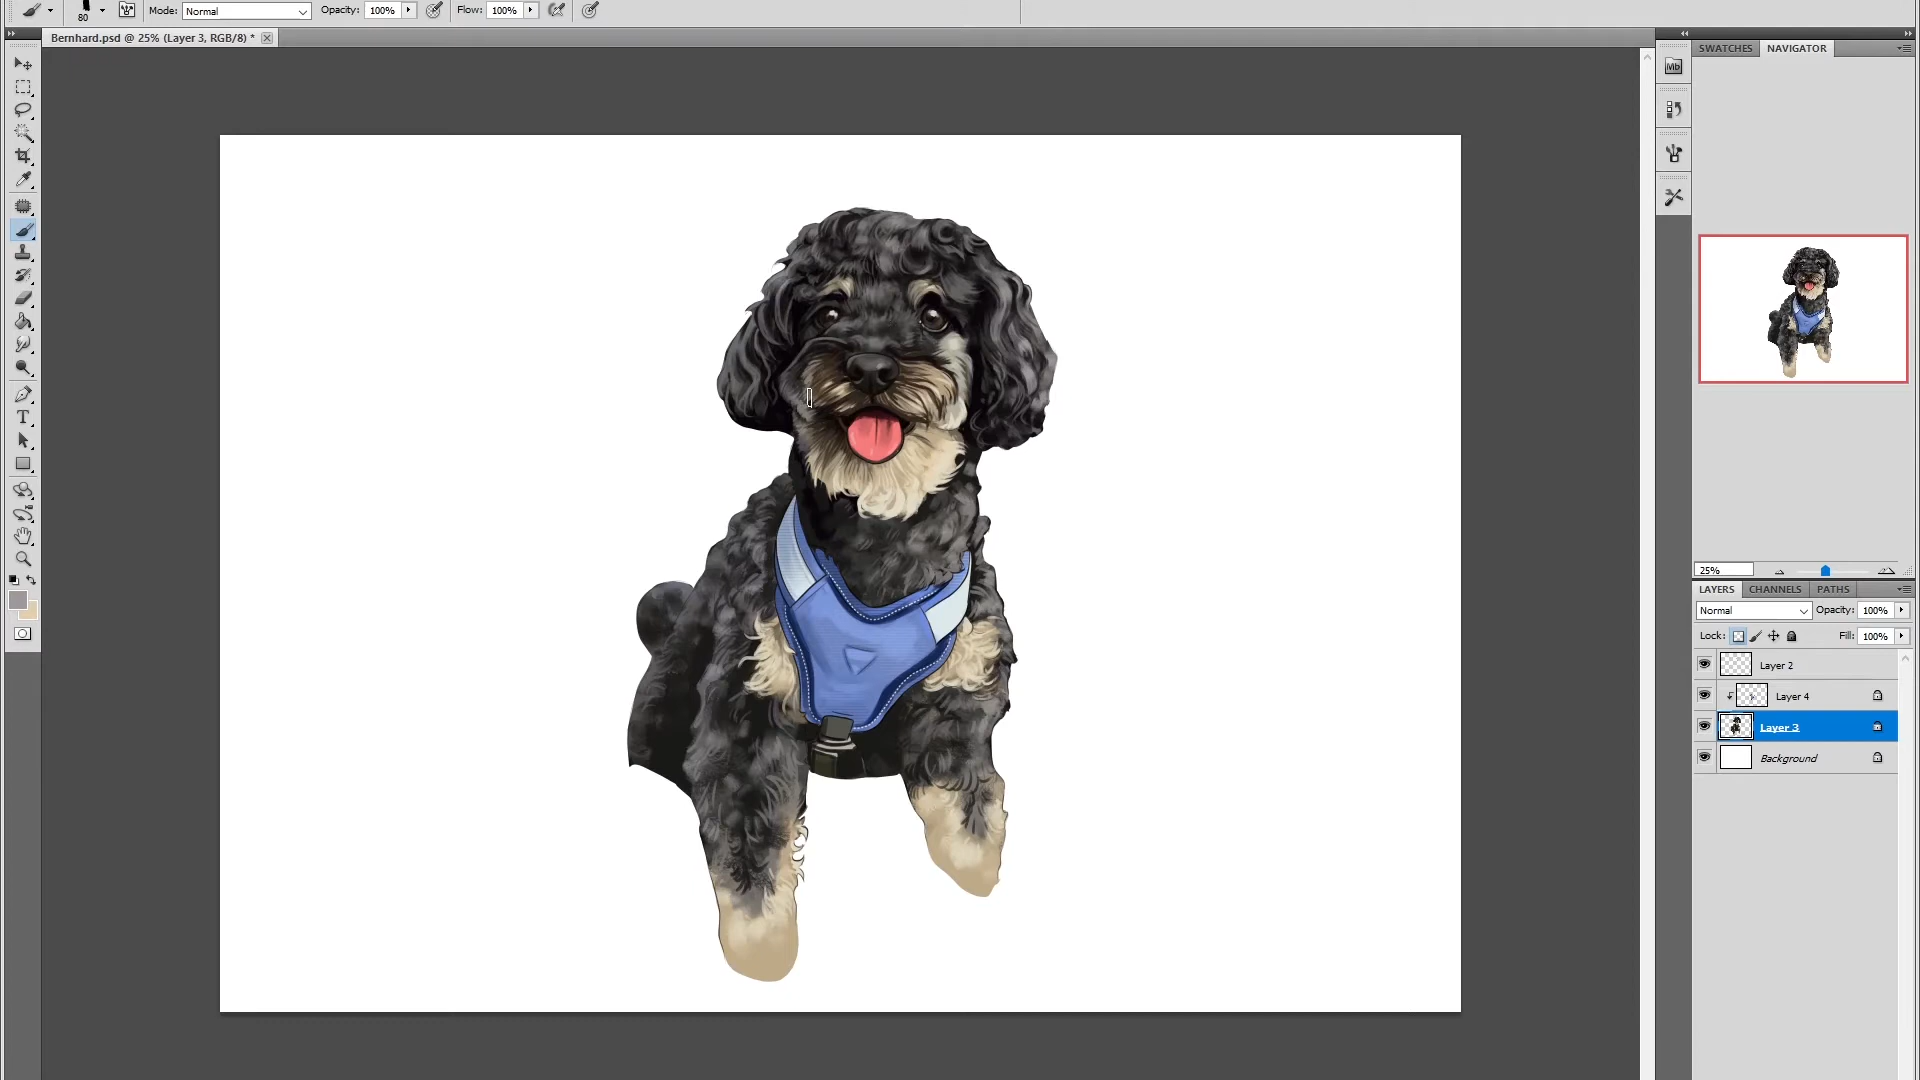 80
Mode: Normal
Opacity: 100%
Flow: 100%
Bernhard.psd @ 25% (Layer 3, RGB/8) *
SWATCHES
NAVIGATOR
Mb
T
25%
LAYERS
CHANNELS
PATHS
Normal
Opacity: 100%
Lock:
Fill: 100%
Layer 2
Layer 4
Layer 3
Background